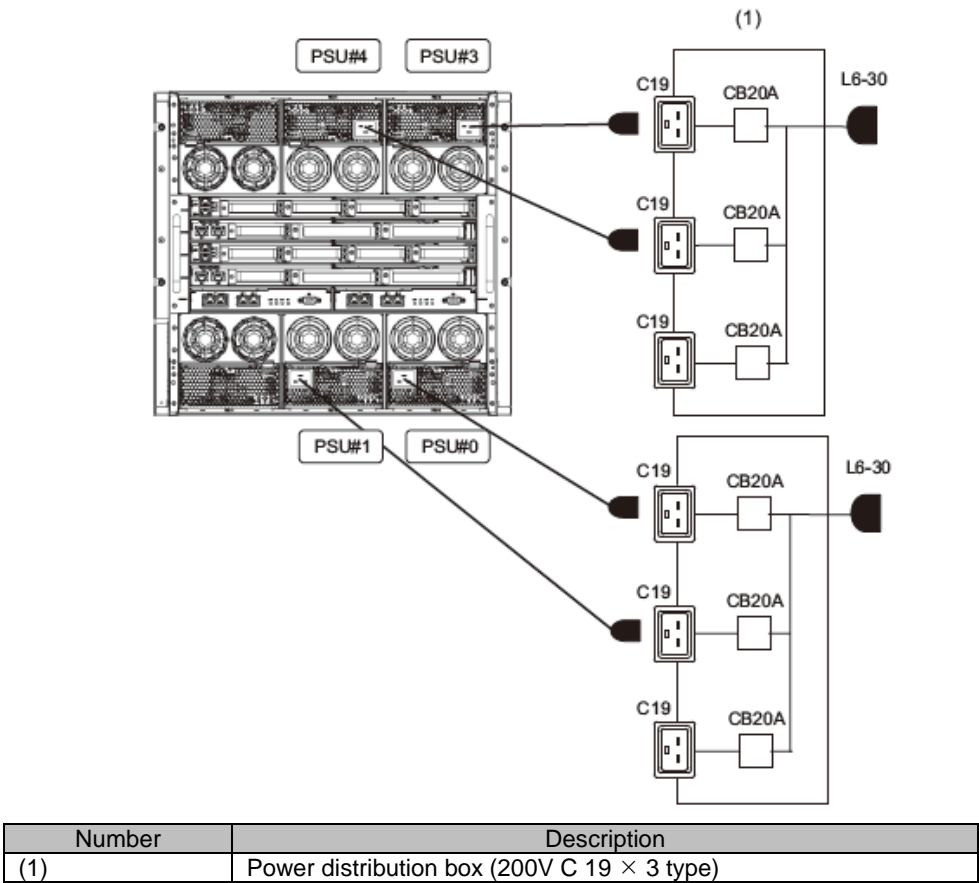 (1)
PSU#4
PSU#3
C19
CB20A
L6-30
C19
CB20A
C19
CB20A
PSU#1
PSU#0
C19
CB20A
L6-30
C19
CB20A
C19
CB20A
Number Description
(1) Power distribution box (200V C 19 × 3 type)